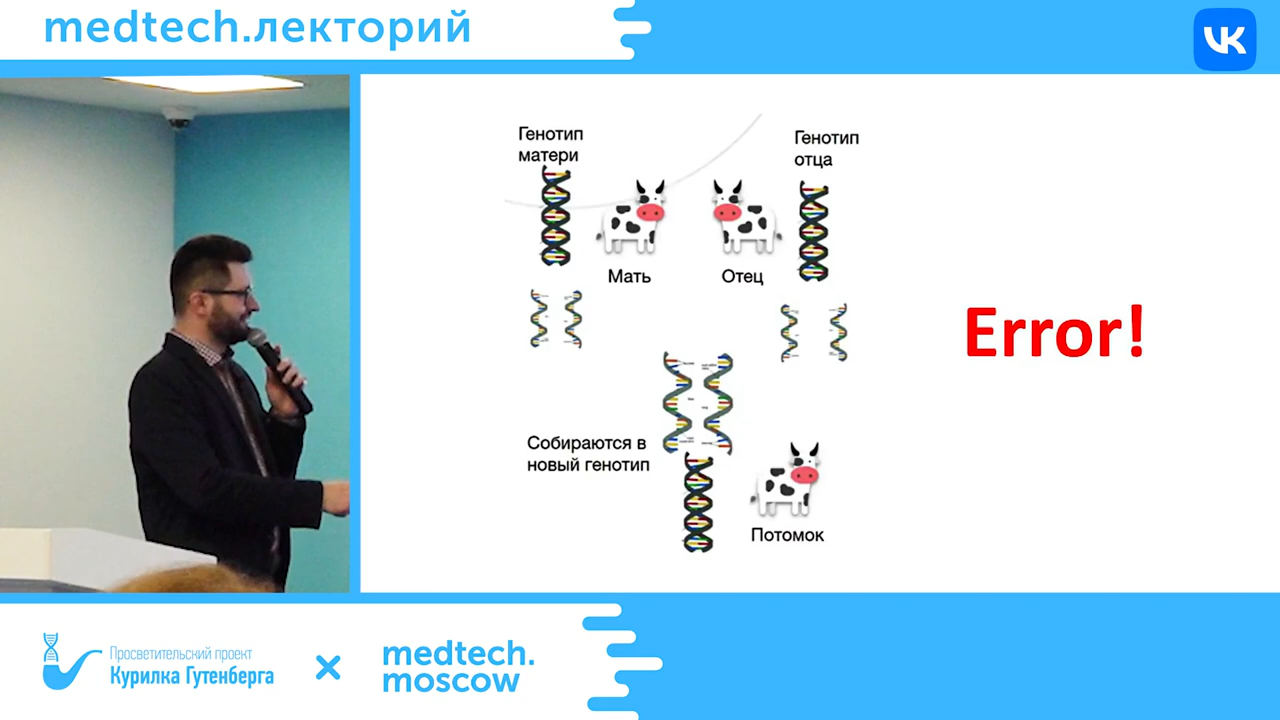 medtech.лекторий
VK
Генотип
матери
Генотип
отца
Мать
Отец
Error!
Собираются в
новый генотип
Потомок
Просветительский проект
Курилка Гутенберга
×
medtech.
moscow